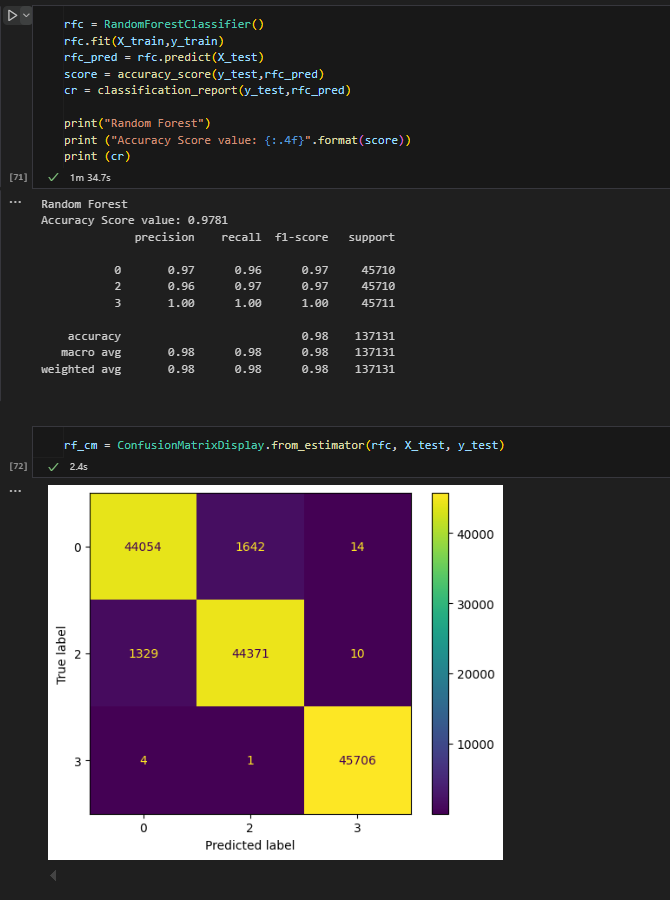 rfc = RandomForestClassifier()
rfc.fit(X_train,y_train)
rfc_pred = rfc.predict(X_test)
score = accuracy_score(y_test,rfc_pred)
cr = classification_report(y_test,rfc_pred)
print("Random Forest")
print ("Accuracy Score value: {:.4f}".format(score))
print (cr)
[71] 1m 34.7s
... Random Forest
Accuracy Score value: 0.9781
precision recall f1-score support
0 0.97 0.96 0.97 45710
2 0.96 0.97 0.97 45710
3 1.00 1.00 1.00 45711
accuracy 0.98 137131
macro avg 0.98 0.98 0.98 137131
weighted avg 0.98 0.98 0.98 137131
rf_cm = ConfusionMatrixDisplay.from_estimator(rfc, X_test, y_test)
[72] 2.4s
...
0 44054 1642 14
2 1329 44371 10
3 4 1 45706
True label
0 2 3
Predicted label
40000
30000
20000
10000